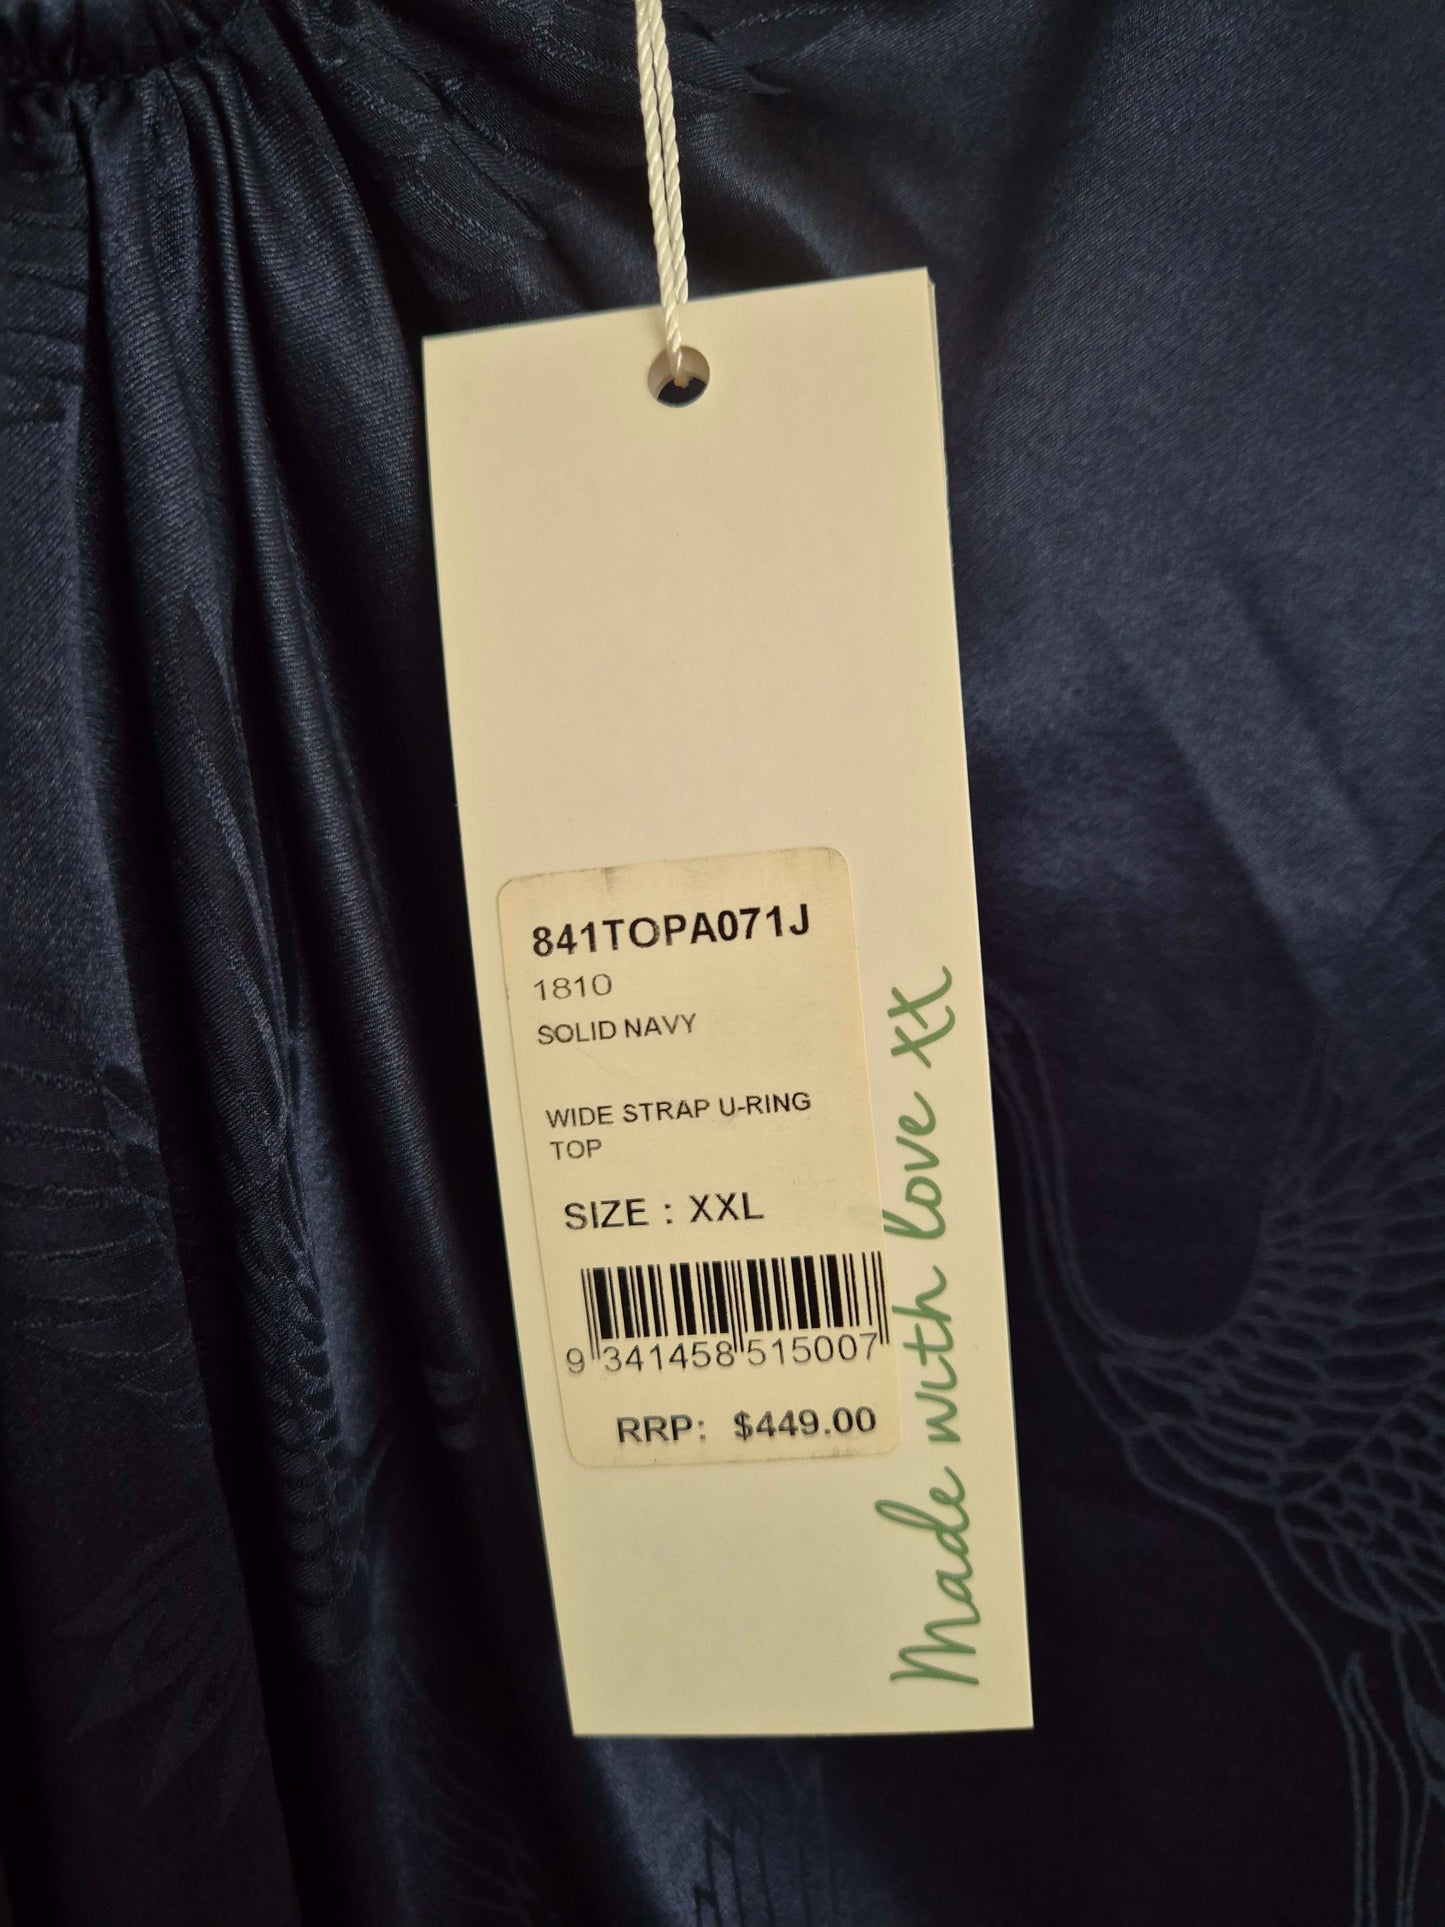 841TOPA071J
1810
SOLID NAVY
WIDE STRAP U-RING
TOP
SIZE : XXL
9 341458 515007
RRP: $449.00
Made with love xx